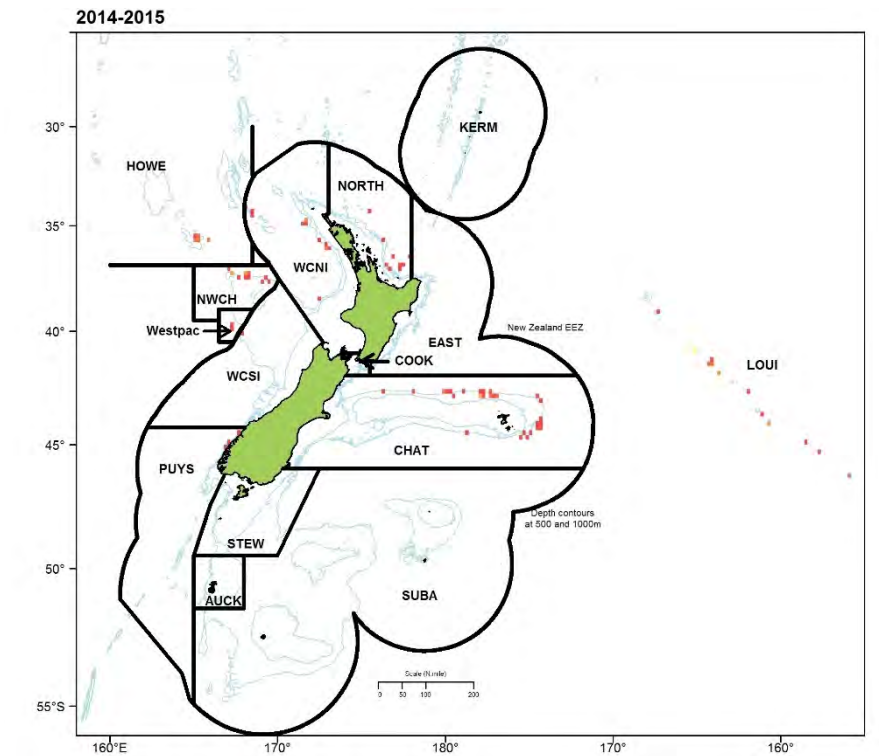 2014-2015
30°
35°
40°
45°
50°
55°S
160°E
170°
180°
170°
160°
KERM
HOWE
NORTH
WCNI
NWCH
Westpac
EAST
New Zealand EEZ
COOK
LOUI
WCSI
CHAT
PUYS
Depth contours
at 500 and 1000m
STEW
AUCK
SUBA
Scale (N.mile)
0 50 100 200